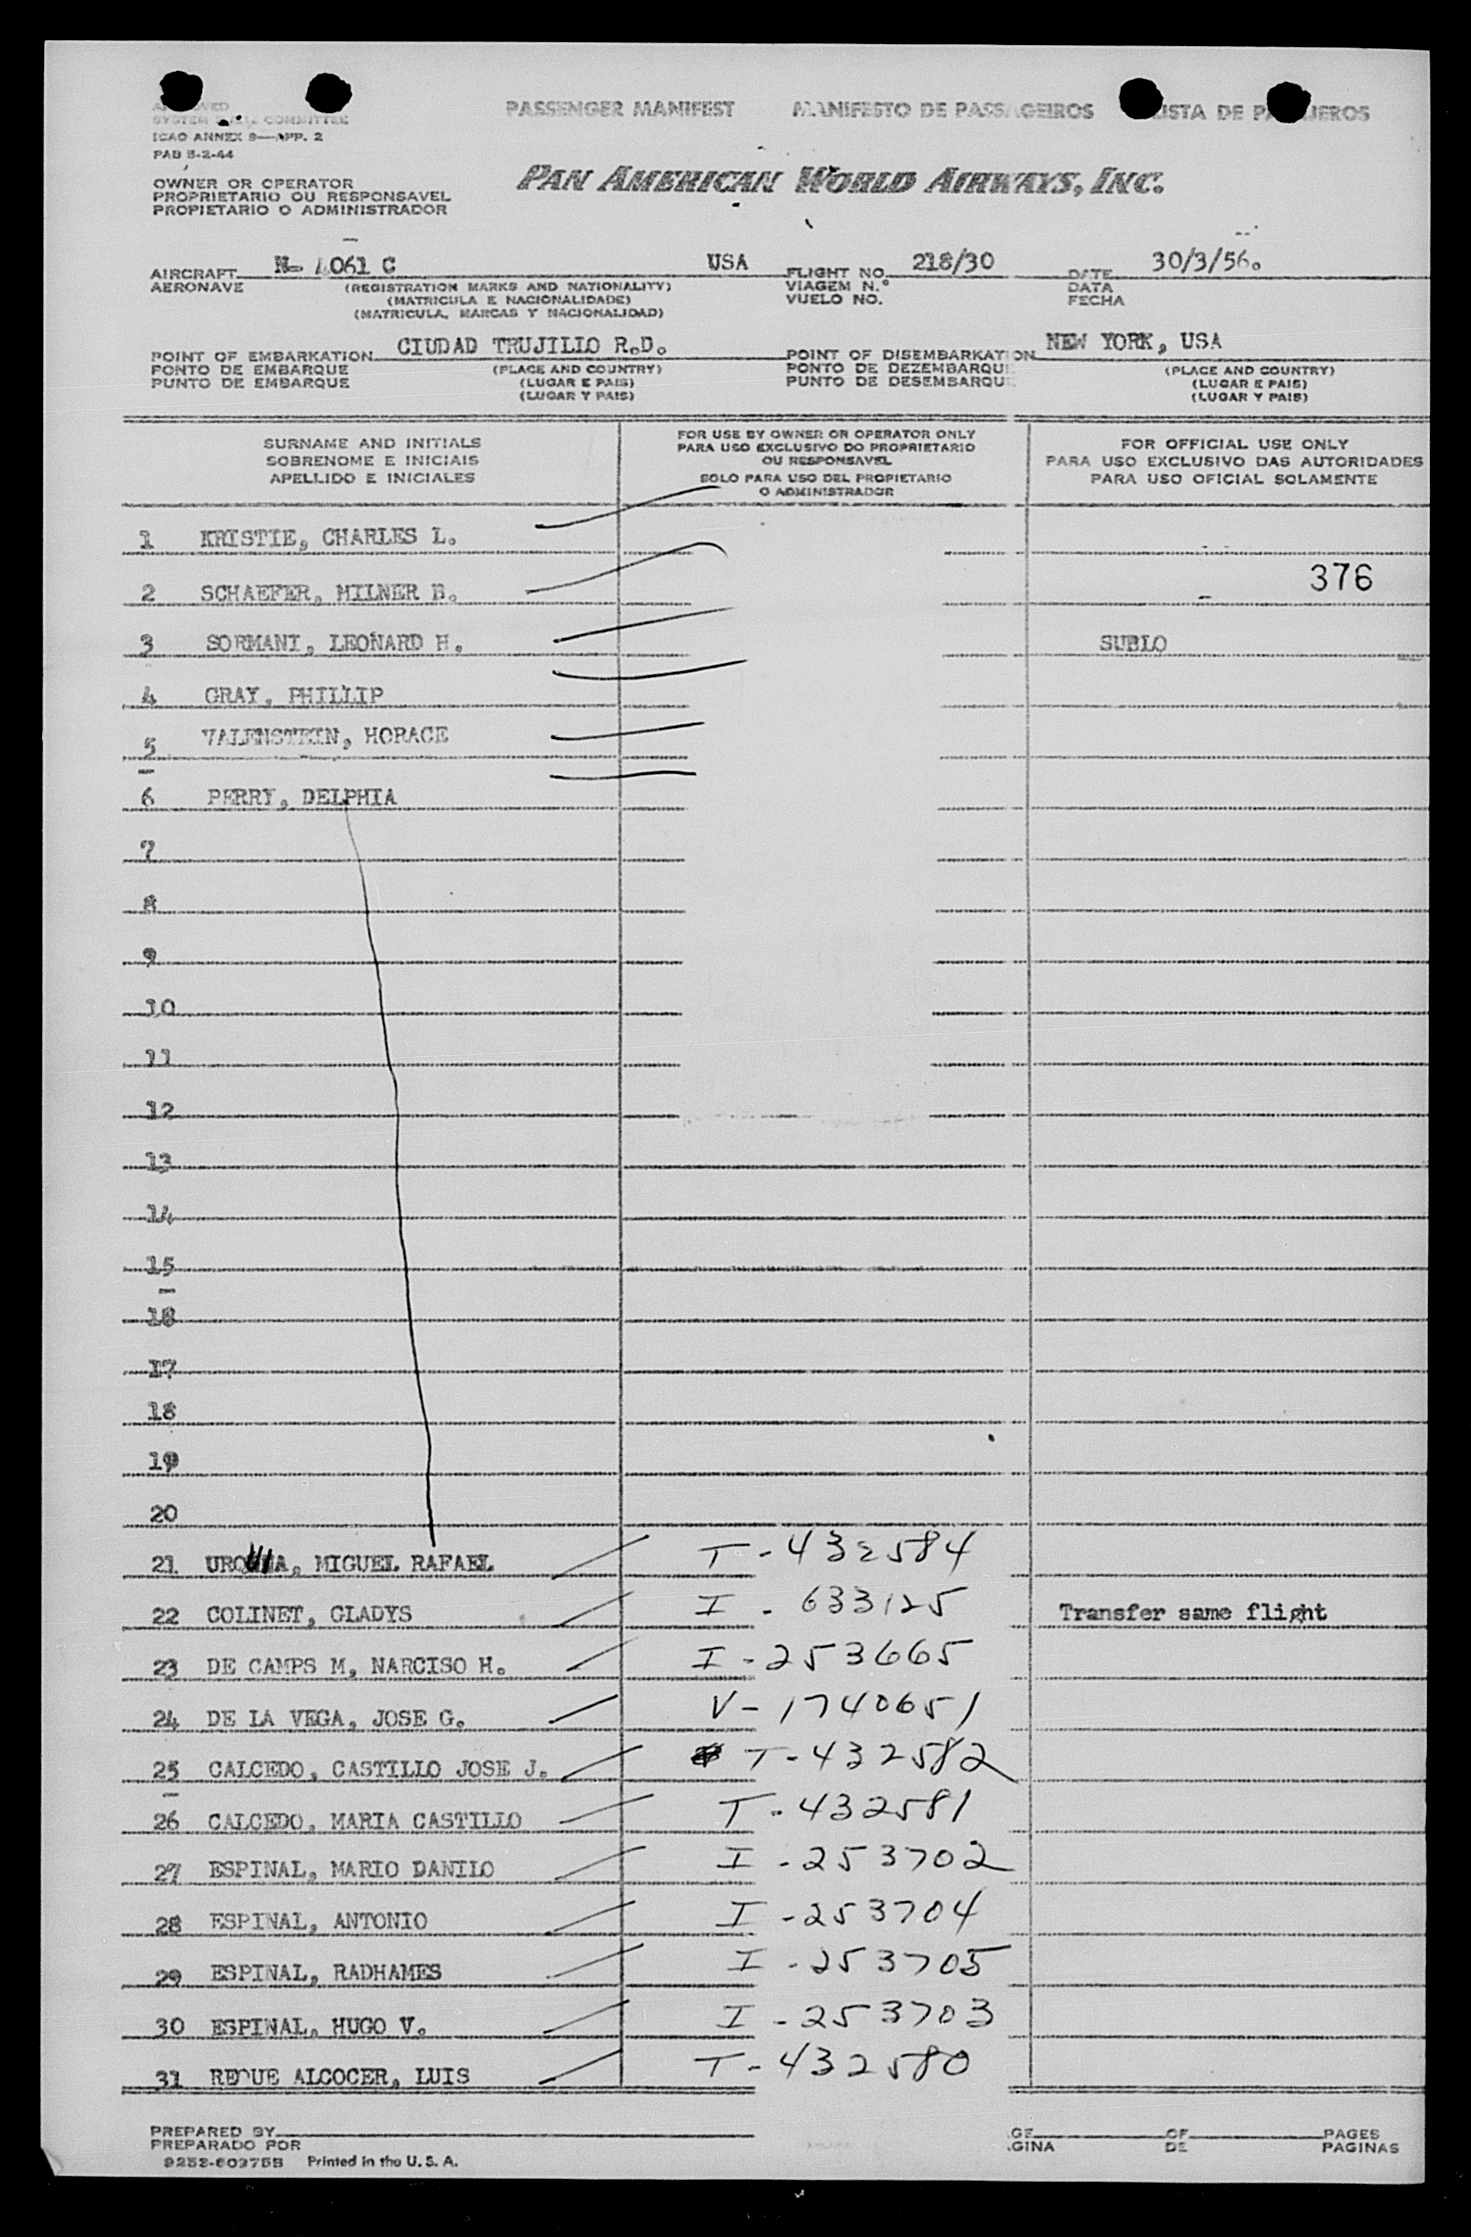 PASSENGER MANIFEST MANIFESTO DE PASSAGEIROS LISTA DE PASAJEROS
APPROVED
SYSTEM COMMITTEE
ICAO ANNEX 9—APP. 2
PAB 5-2-44
OWNER OR OPERATOR
PROPRIETARIO OU RESPONSAVEL
PROPIETARIO O ADMINISTRADOR
PAN AMERICAN WORLD AIRWAYS, INC.
AIRCRAFT N- 4061 C USA FLIGHT NO. 218/30 DATE 30/3/56.
AERONAVE (REGISTRATION MARKS AND NATIONALITY) VIAGEM N.° DATA
(MATRICULA E NACIONALIDADE) VUELO NO. FECHA
(MATRICULA, MARCAS Y NACIONALIDAD)
POINT OF EMBARKATION CIUDAD TRUJILLO R.D. POINT OF DISEMBARKATION NEW YORK, USA
PONTO DE EMBARQUE (PLACE AND COUNTRY) PONTO DE DEZEMBARQUE (PLACE AND COUNTRY)
PUNTO DE EMBARQUE (LUGAR E PAIS) PUNTO DE DESEMBARQUE (LUGAR E PAIS)
(LUGAR Y PAIS) (LUGAR Y PAIS)
SURNAME AND INITIALS
SOBRENOME E INICIAIS
APELLIDO E INICIALES
FOR USE BY OWNER OR OPERATOR ONLY
PARA USO EXCLUSIVO DO PROPRIETARIO
OU RESPONSAVEL
SOLO PARA USO DEL PROPIETARIO
O ADMINISTRADOR
FOR OFFICIAL USE ONLY
PARA USO EXCLUSIVO DAS AUTORIDADES
PARA USO OFICIAL SOLAMENTE
1 KRISTIE, CHARLES L.
376
2 SCHAEFER, MILNER B.
3 SORMANI, LEONARD H. SUBLO
4 GRAY, PHILLIP
5 VALENSTEIN, HORACE
6 PERRY, DELPHIA
7
8
9
10
11
12
13
14
15
16
17
18
19
20
21 MIGUEL RAFAEL T-432584
22 COLINET, GLADYS I - 633125 Transfer same flight
23 DE CAMPS M, NARCISO H. I-253665
24 DE LA VEGA, JOSE G. V-1740651
25 CALCEDO, CASTILLO JOSE J. T-432582
26 CALCEDO, MARIA CASTILLO T-432581
27 ESPINAL, MARIO DANILO I-253702
28 ESPINAL, ANTONIO I-253704
29 ESPINAL, RADHAMES I-253705
30 ESPINAL, HUGO V. I-253703
31 ALCOCER, LUIS T-432580
PREPARED BY GE OF PAGES
PREPARADO POR GINA DE PAGINAS
9252-60275B Printed in the U. S. A.